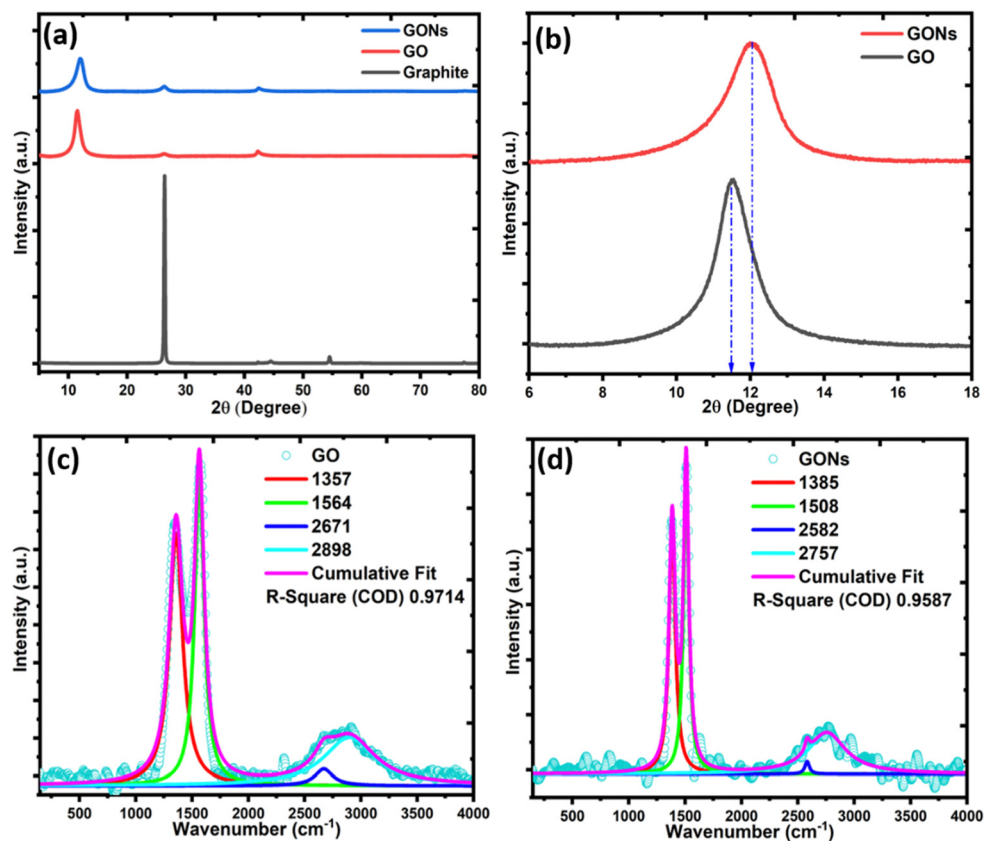 (a)
GONs
GO
Graphite
Intensity (a.u.)
10 20 30 40 50 60 70 80
2θ (Degree)
(b)
GONs
GO
Intensity (a.u.)
6 8 10 12 14 16 18
2θ (Degree)
(c)
GO
1357
1564
2671
2898
Cumulative Fit
R-Square (COD) 0.9714
Intensity (a.u.)
500 1000 1500 2000 2500 3000 3500 4000
Wavenumber (cm⁻¹)
(d)
GONs
1385
1508
2582
2757
Cumulative Fit
R-Square (COD) 0.9587
Intensity (a.u.)
500 1000 1500 2000 2500 3000 3500 4000
Wavenumber (cm⁻¹)